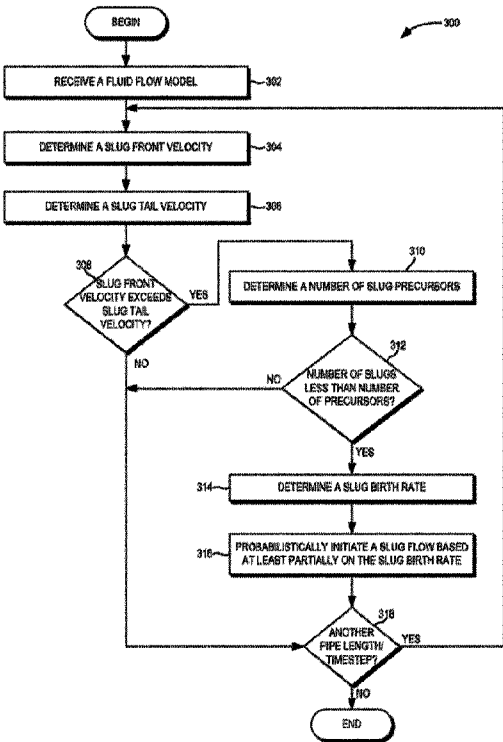 BEGIN
300
RECEIVE A FLUID FLOW MODEL
302
DETERMINE A SLUG FRONT VELOCITY
304
DETERMINE A SLUG TAIL VELOCITY
306
308
SLUG FRONT
VELOCITY EXCEEDS
SLUG TAIL
VELOCITY?
YES
NO
310
DETERMINE A NUMBER OF SLUG PRECURSORS
312
NUMBER OF SLUGS
LESS THAN NUMBER
OF PRECURSORS?
NO
YES
314
DETERMINE A SLUG BIRTH RATE
316
PROBABILISTICALLY INITIATE A SLUG FLOW BASED
AT LEAST PARTIALLY ON THE SLUG BIRTH RATE
318
ANOTHER
PIPE LENGTH/
TIMESTEP?
YES
NO
END